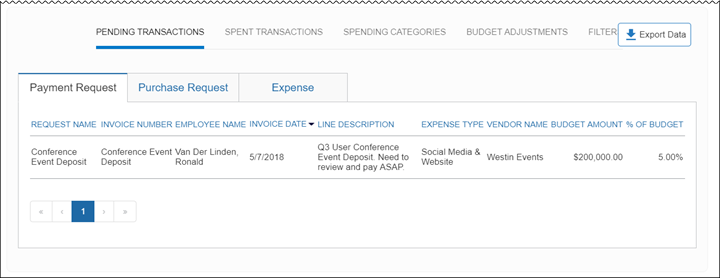 PENDING TRANSACTIONS SPENT TRANSACTIONS SPENDING CATEGORIES BUDGET ADJUSTMENTS FILTER Export Data
Payment Request Purchase Request Expense
REQUEST NAME INVOICE NUMBER EMPLOYEE NAME INVOICE DATE LINE DESCRIPTION EXPENSE TYPE VENDOR NAME BUDGET AMOUNT % OF BUDGET
Conference Event Deposit
Conference Event Deposit
Van Der Linden, Ronald
5/7/2018
Q3 User Conference
Event Deposit. Need to
review and pay ASAP.
Social Media &
Website
Westin Events
$200,000.00
5.00%
« ‹ 1 › »